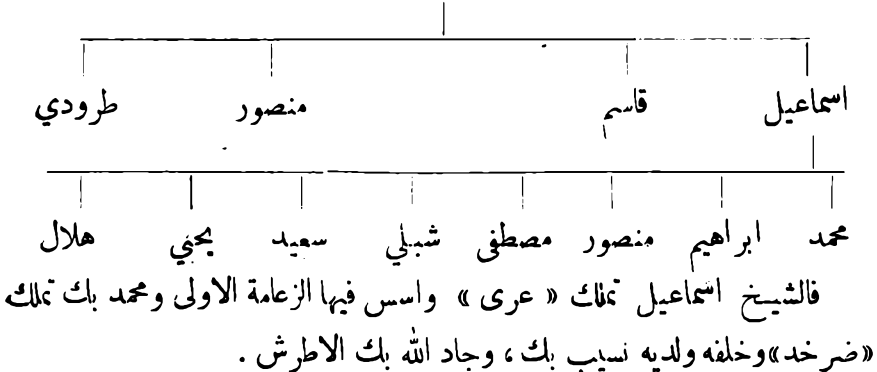 اسماعيل قاسم منصور طرودي
محمد ابراهيم منصور مصطفى شبلي سعيد يحيي هلال
فالشيخ اسماعيل تملك « عرى » واسس فيها الزعامة الاولى ومحمد بك تملك
«ضرخد» وخلفه ولديه نسيب بك ، وجاد الله بك الاطرش .